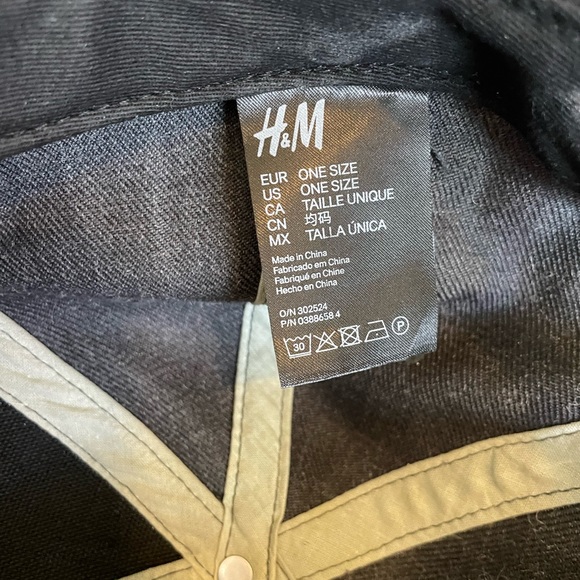 H&M
EUR ONE SIZE
US ONE SIZE
CA TAILLE UNIQUE
CN 均码
MX TALLA ÚNICA
Made in China
Fabricado em China
Fabriqué en Chine
Hecho en China
O/N 302524
P/N 0388658 4
30 P